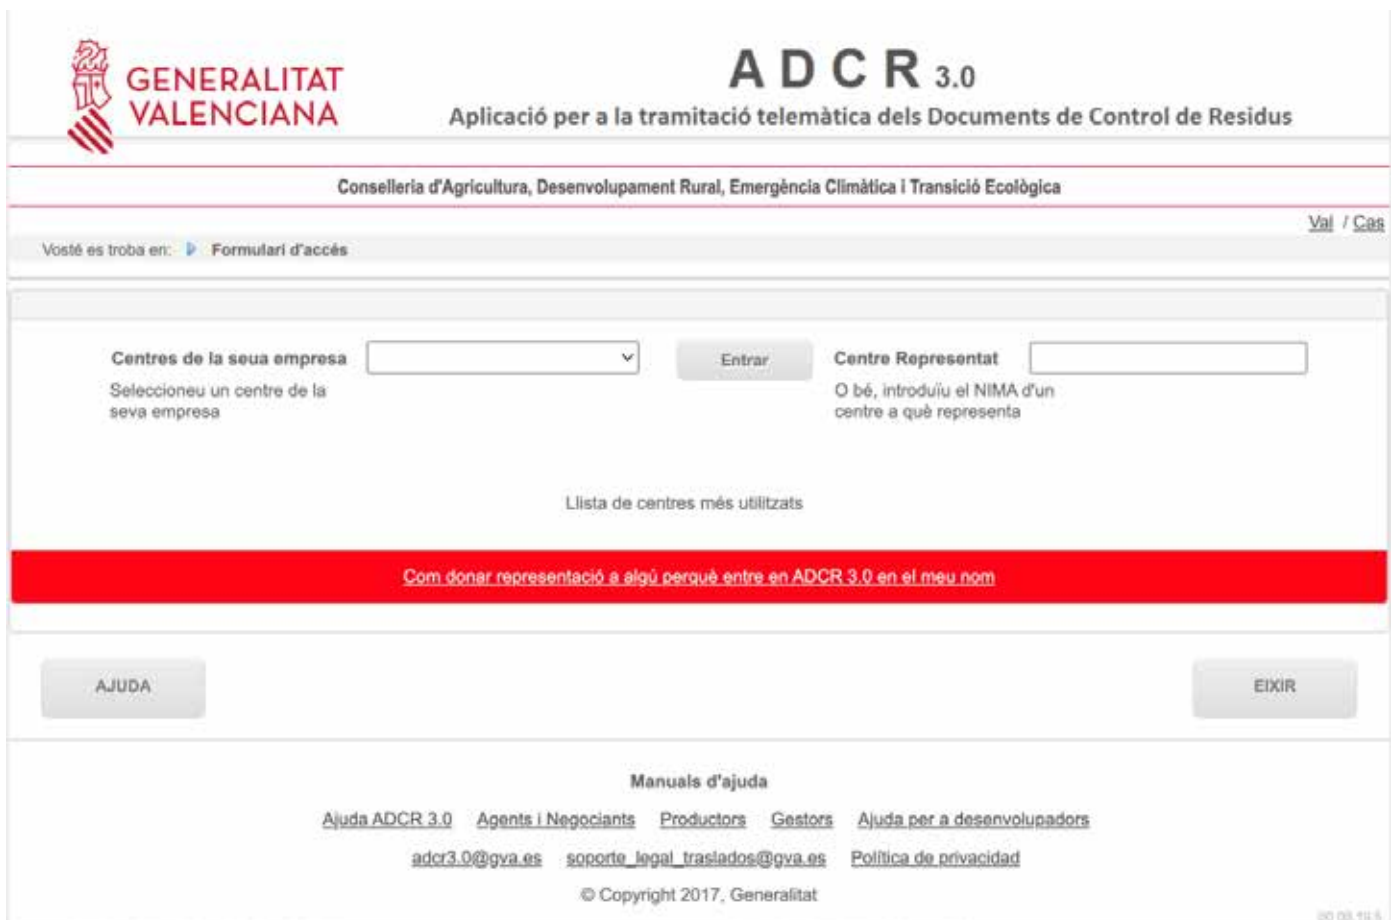 GENERALITAT
VALENCIANA
ADCR 3.0
Aplicació per a la tramitació telemàtica dels Documents de Control de Residus
Conselleria d'Agricultura, Desenvolupament Rural, Emergència Climàtica i Transició Ecològica
Val / Cas
Vosté es troba en: Formulari d'accés
Centres de la seua empresa Entrar Centre Representat
Seleccioneu un centre de la O bé, introduïu el NIMA d'un
seva empresa centre a què representa
Llista de centres més utilitzats
Com donar representació a algú perquè entre en ADCR 3.0 en el meu nom
AJUDA EIXIR
Manuals d'ajuda
Ajuda ADCR 3.0 Agents i Negociants Productors Gestors Ajuda per a desenvolupadors
adcr3.0@gva.es soporte_legal_traslados@gva.es Política de privacidad
© Copyright 2017, Generalitat